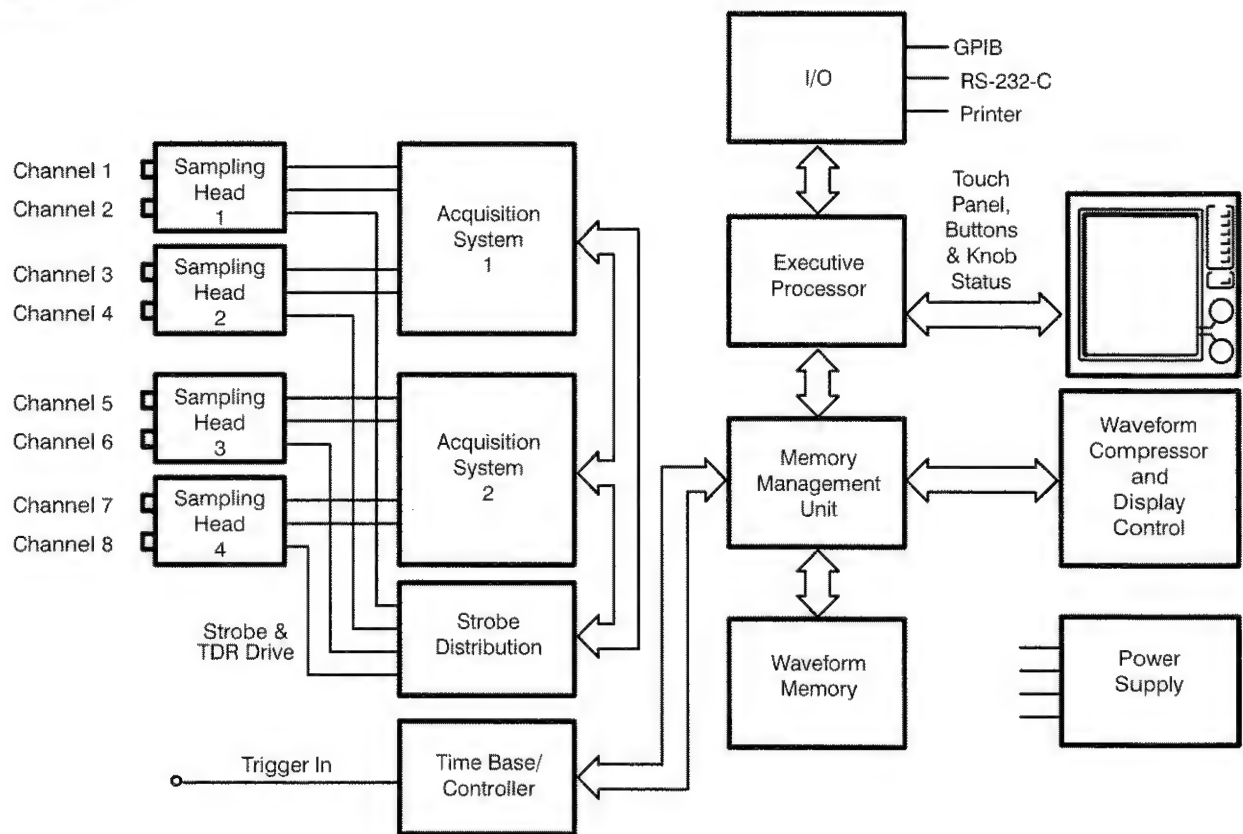 GPIB
I/O
RS-232-C
Printer
Channel 1
Channel 2
Sampling
Head
1
Channel 3
Channel 4
Sampling
Head
2
Acquisition
System
1
Channel 5
Channel 6
Sampling
Head
3
Channel 7
Channel 8
Sampling
Head
4
Acquisition
System
2
Strobe &
TDR Drive
Strobe
Distribution
Trigger In
Time Base/
Controller
Executive
Processor
Touch
Panel,
Buttons
& Knob
Status
Memory
Management
Unit
Waveform
Compressor
and
Display
Control
Waveform
Memory
Power
Supply